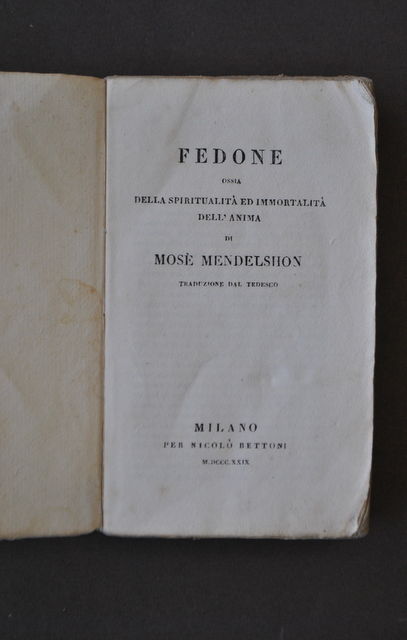 FEDONE
OSSIA
DELLA SPIRITUALITÀ ED IMMORTALITÀ
DELL'ANIMA
DI
MOSÈ MENDELSHON
TRADUZIONE DAL TEDESCO
MILANO
PER NICOLÒ BETTONI
M.DCCC.XXIX